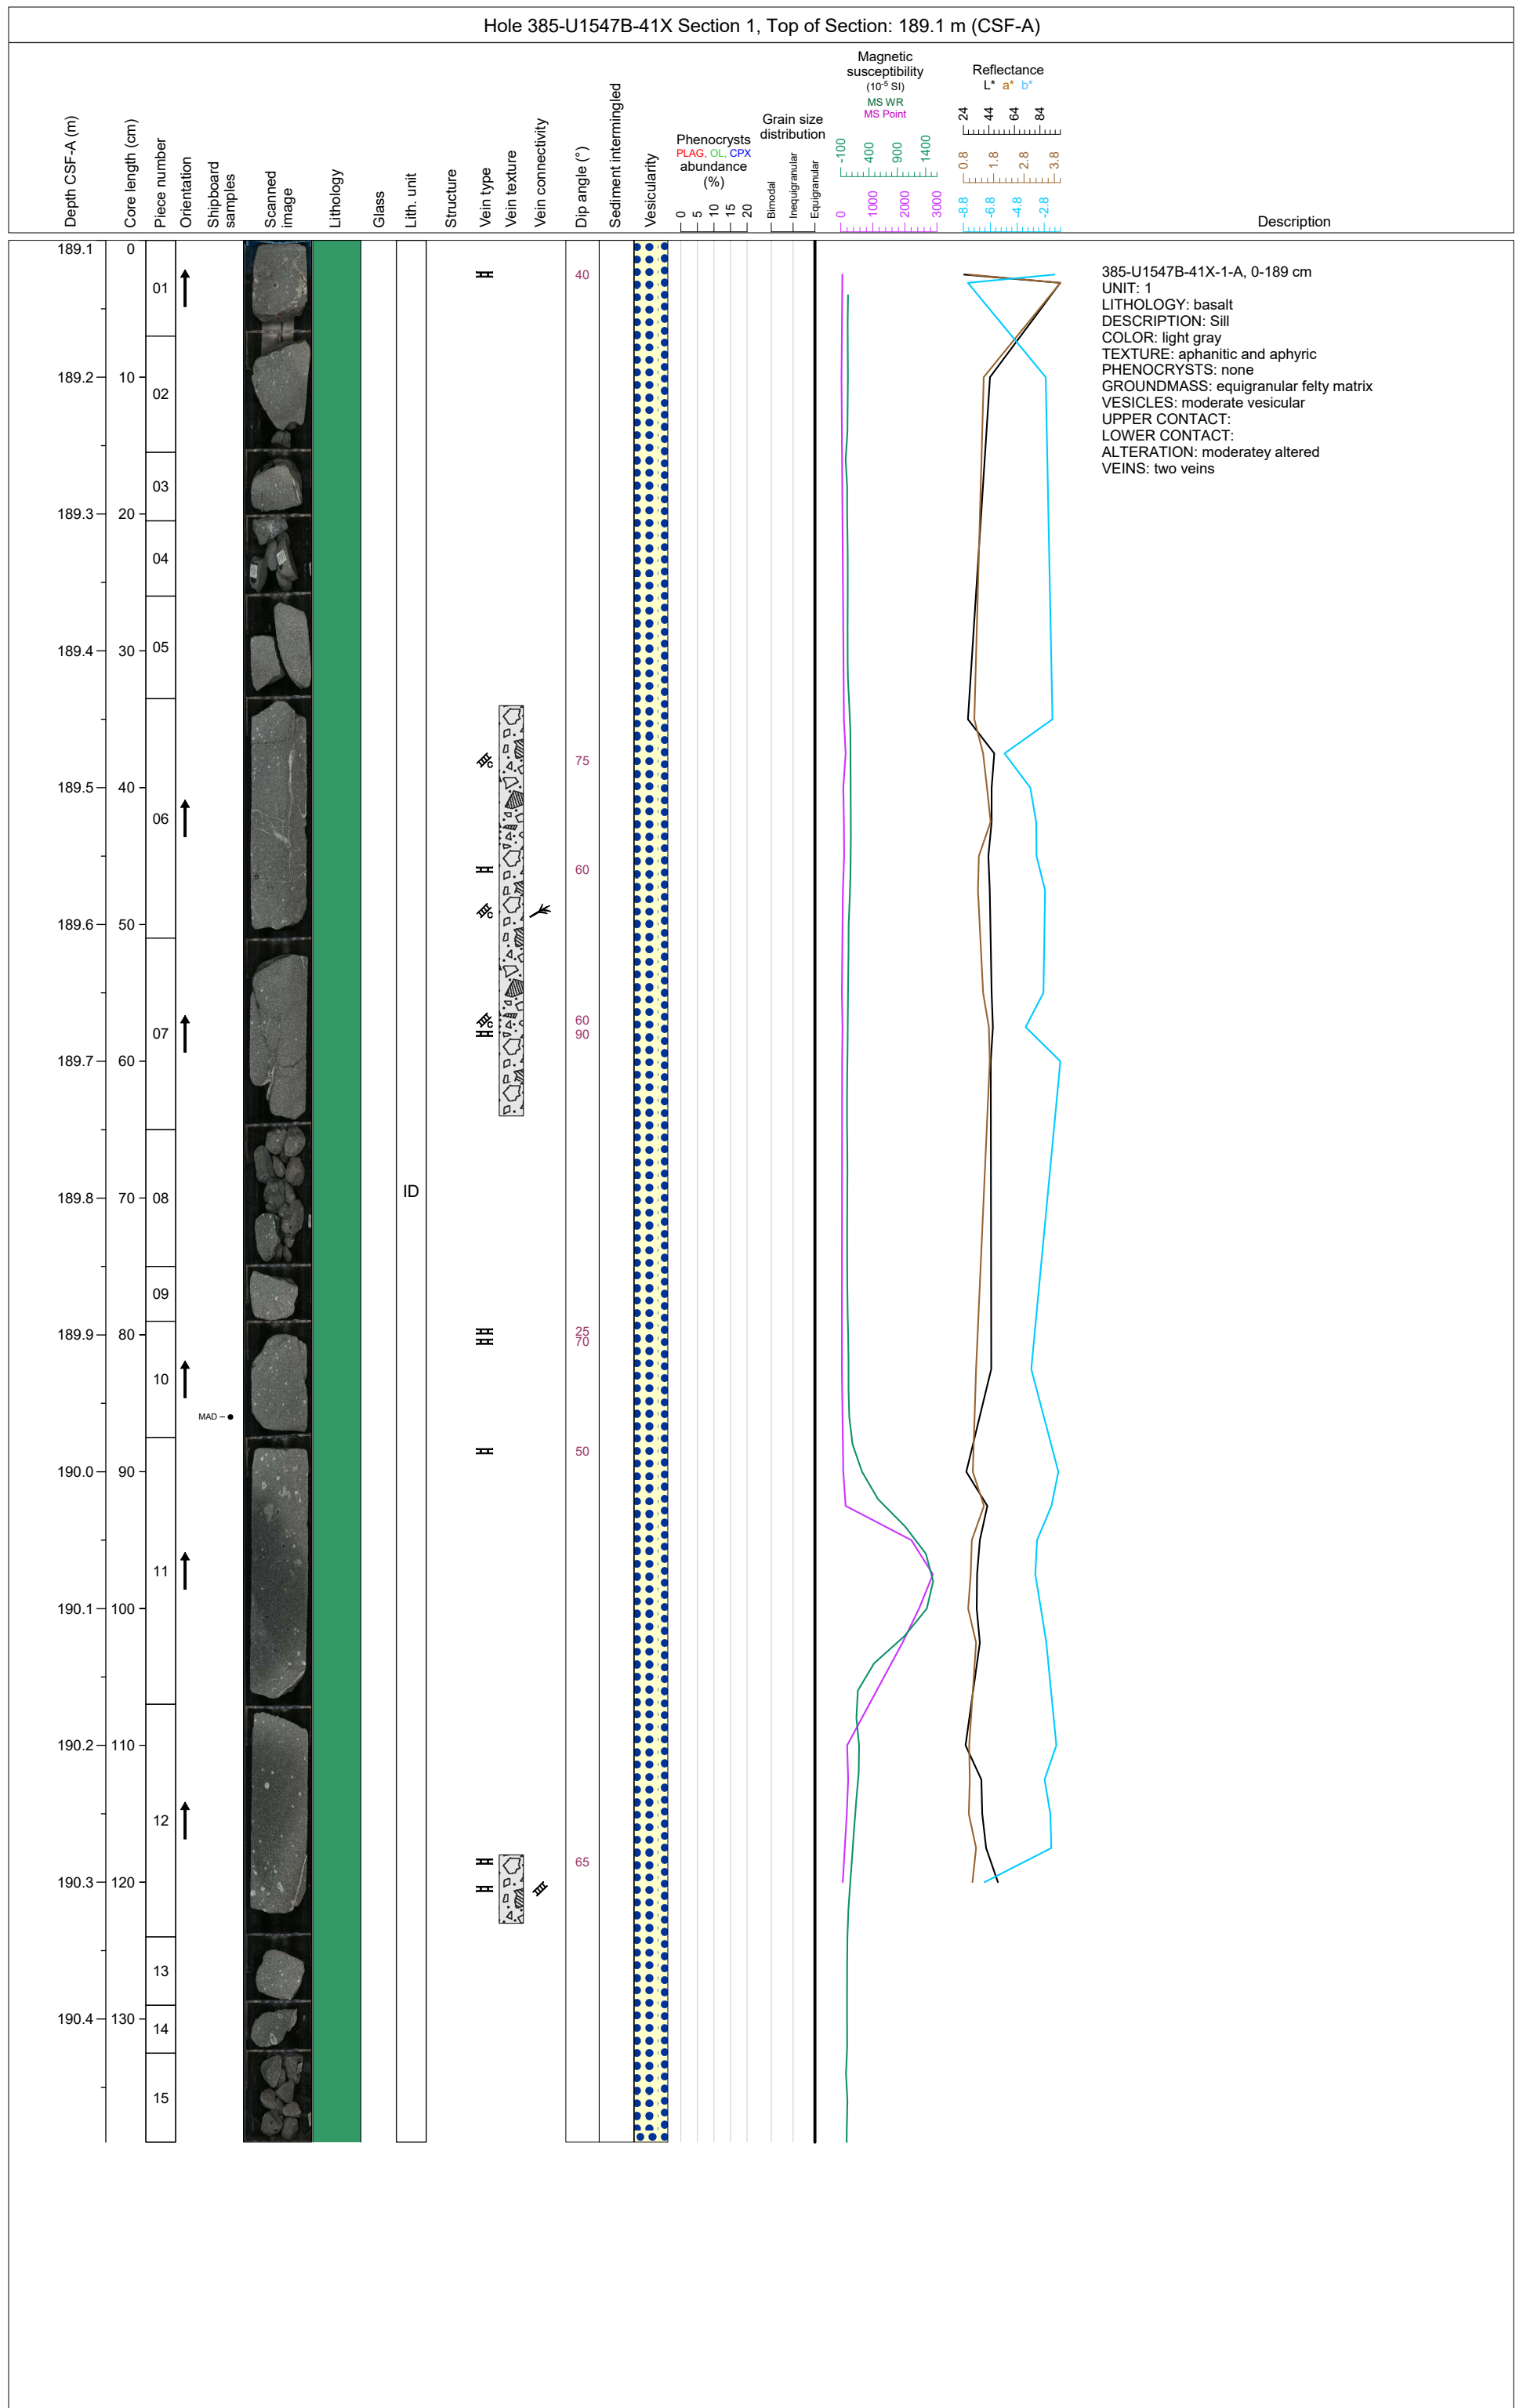 Hole 385-U1547B-41X Section 1, Top of Section: 189.1 m (CSF-A)
Depth CSF-A (m)
Core length (cm)
Piece number
Orientation
Shipboard
samples
Scanned
image
Lithology
Glass
Lith. unit
Structure
Vein type
Vein texture
Vein connectivity
Dip angle (°)
Sediment intermingled
Vesicularity
Phenocrysts
PLAG, OL, CPX
abundance
(%)
0 5 10 15 20
Grain size
distribution
Bimodal
Inequigranular
Equigranular
Magnetic
susceptibility
(10-5 SI)
MS WR
MS Point
-100 400 900 1400
0 1000 2000 3000
Reflectance
L* a* b*
24 44 64 84
0.8 1.8 2.8 3.8
-8.8 -6.8 -4.8 -2.8
Description
189.1 0
01
40
385-U1547B-41X-1-A, 0-189 cm
UNIT: 1
LITHOLOGY: basalt
DESCRIPTION: Sill
COLOR: light gray
TEXTURE: aphanitic and aphyric
PHENOCRYSTS: none
GROUNDMASS: equigranular felty matrix
VESICLES: moderate vesicular
UPPER CONTACT:
LOWER CONTACT:
ALTERATION: moderatey altered
VEINS: two veins
189.2 10
02
03
189.3 20
04
05
189.4 30
75
C
189.5 40
06
60
C
189.6 50
60
C
07
90
189.7 60
ID
189.8 70
08
09
25
189.9 80
70
10
MAD
50
190.0 90
11
190.1 100
190.2 110
12
65
190.3 120
13
190.4 130
14
15